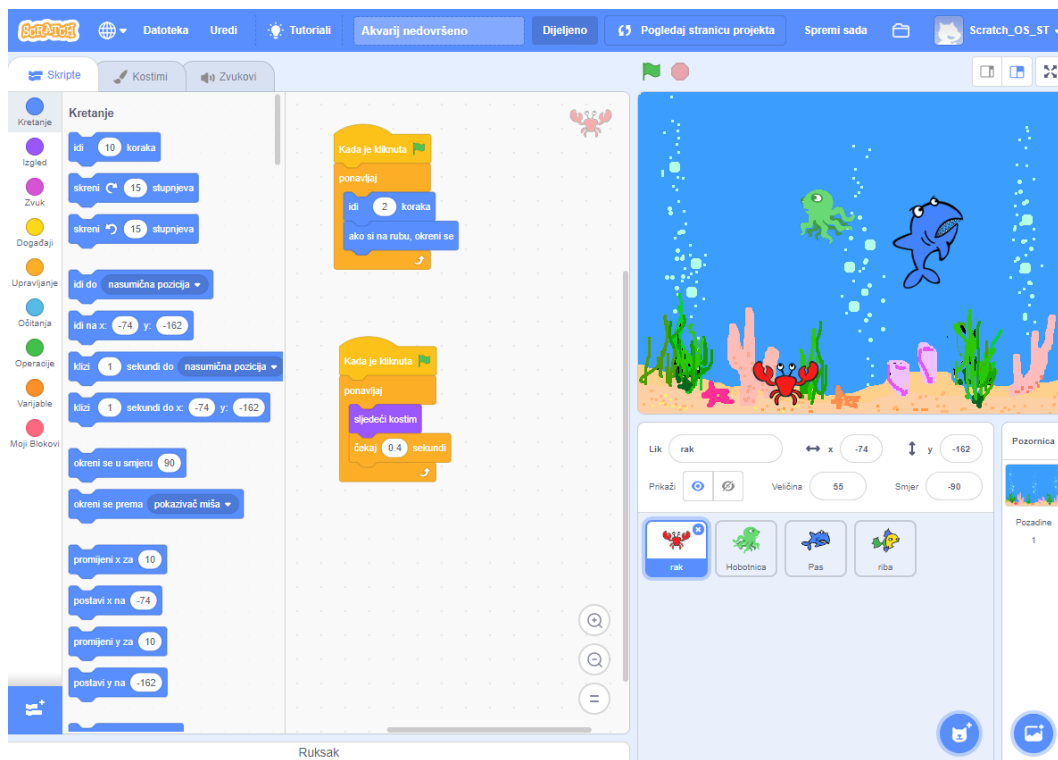 SCRATCH
Datoteka
Uredi
Tutoriali
Akvarij nedovršeno
Dijeljeno
Pogledaj stranicu projekta
Spremi sada
Scratch_OS_ST
Skripte
Kostimi
Zvukovi
Kretanje
Izgled
Zvuk
Događaji
Upravljanje
Očitanja
Operacije
Varijable
Moji Blokovi
Kretanje
idi 10 koraka
skreni 15 stupnjeva
skreni 15 stupnjeva
idi do nasumična pozicija
idi na x: -74 y: -162
klizi 1 sekundi do nasumična pozicija
klizi 1 sekundi do x: -74 y: -162
okreni se u smjeru 90
okreni se prema pokazivač miša
promijeni x za 10
postavi x na -74
promijeni y za 10
postavi y na -162
Kada je kliknuta
ponavljaj
idi 2 koraka
ako si na rubu, okreni se
Kada je kliknuta
ponavljaj
sljedeći kostim
čekaj 0.4 sekundi
Ruksak
Lik rak x -74 y -162
Prikaži Veličina 55 Smjer -90
rak
Hobotnica
Pas
riba
Pozornica
Pozadine
1